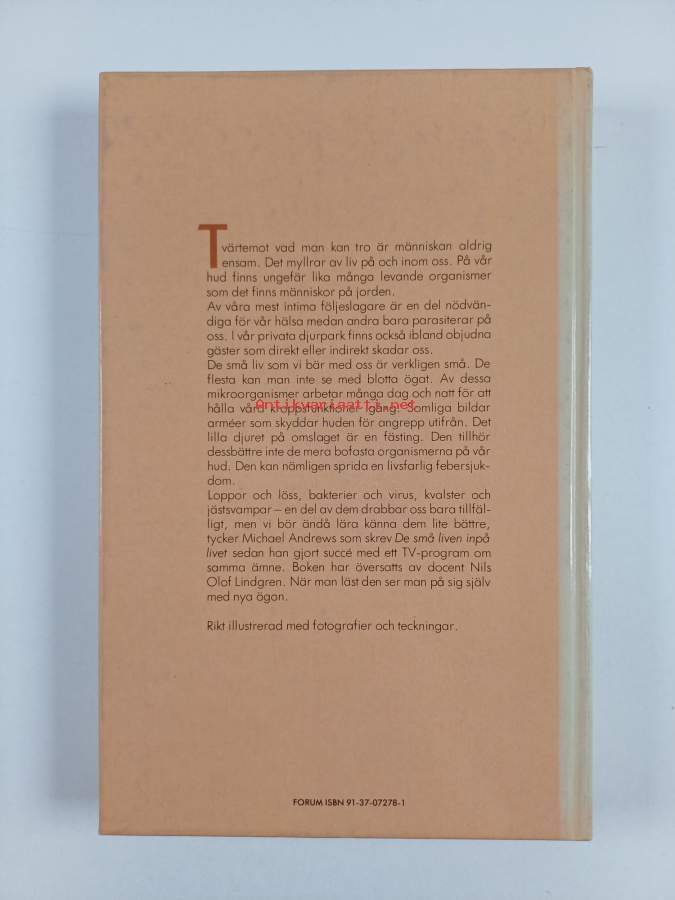 Tvärtemot vad man kan tro är människan aldrig
ensam. Det myllrar av liv på och inom oss. På vår
hud finns ungefär lika många levande organismer
som det finns människor på jorden.
Av våra mest intima följeslagare är en del nödvän-
diga för vår hälsa medan andra bara parasiterar på
oss. I vår privata djurpark finns också ibland objudna
gäster som direkt eller indirekt skadar oss.
De små liv som vi bär med oss är verkligen små. De
flesta kan man inte se med blotta ögat. Av dessa
mikroorganismer arbetar många dag och natt för att
Antikvariaatti.net
hålla våra kroppsfunktioner igång. Somliga bildar
arméer som skyddar huden för angrepp utifrån. Det
lilla djuret på omslaget är en fästing. Den tillhör
dessbättre inte de mera bofasta organismerna på vår
hud. Den kan nämligen sprida en livsfarlig febersjuk-
dom.
Loppor och löss, bakterier och virus, kvalster och
jästsvampar – en del av dem drabbar oss bara tillfäl-
ligt, men vi bör ändå lära känna dem lite bättre,
tycker Michael Andrews som skrev De små liven inpå
livet sedan han gjort succé med ett TV-program om
samma ämne. Boken har översatts av docent Nils
Olof Lindgren. När man läst den ser man på sig själv
med nya ögon.
Rikt illustrerad med fotografier och teckningar.
FORUM ISBN 91-37-07278-1